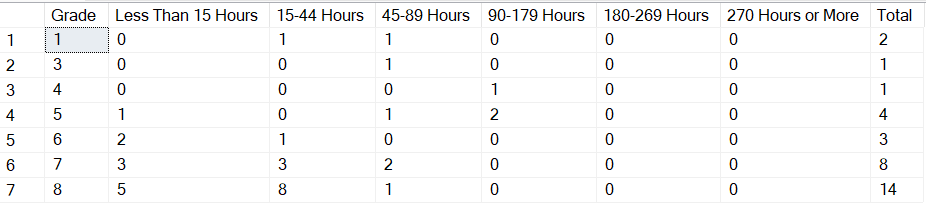 Grade Less Than 15 Hours 15-44 Hours 45-89 Hours 90-179 Hours 180-269 Hours 270 Hours or More Total
1 1 0 1 1 0 0 0 2
2 3 0 0 1 0 0 0 1
3 4 0 0 0 1 0 0 1
4 5 1 0 1 2 0 0 4
5 6 2 1 0 0 0 0 3
6 7 3 3 2 0 0 0 8
7 8 5 8 1 0 0 0 14